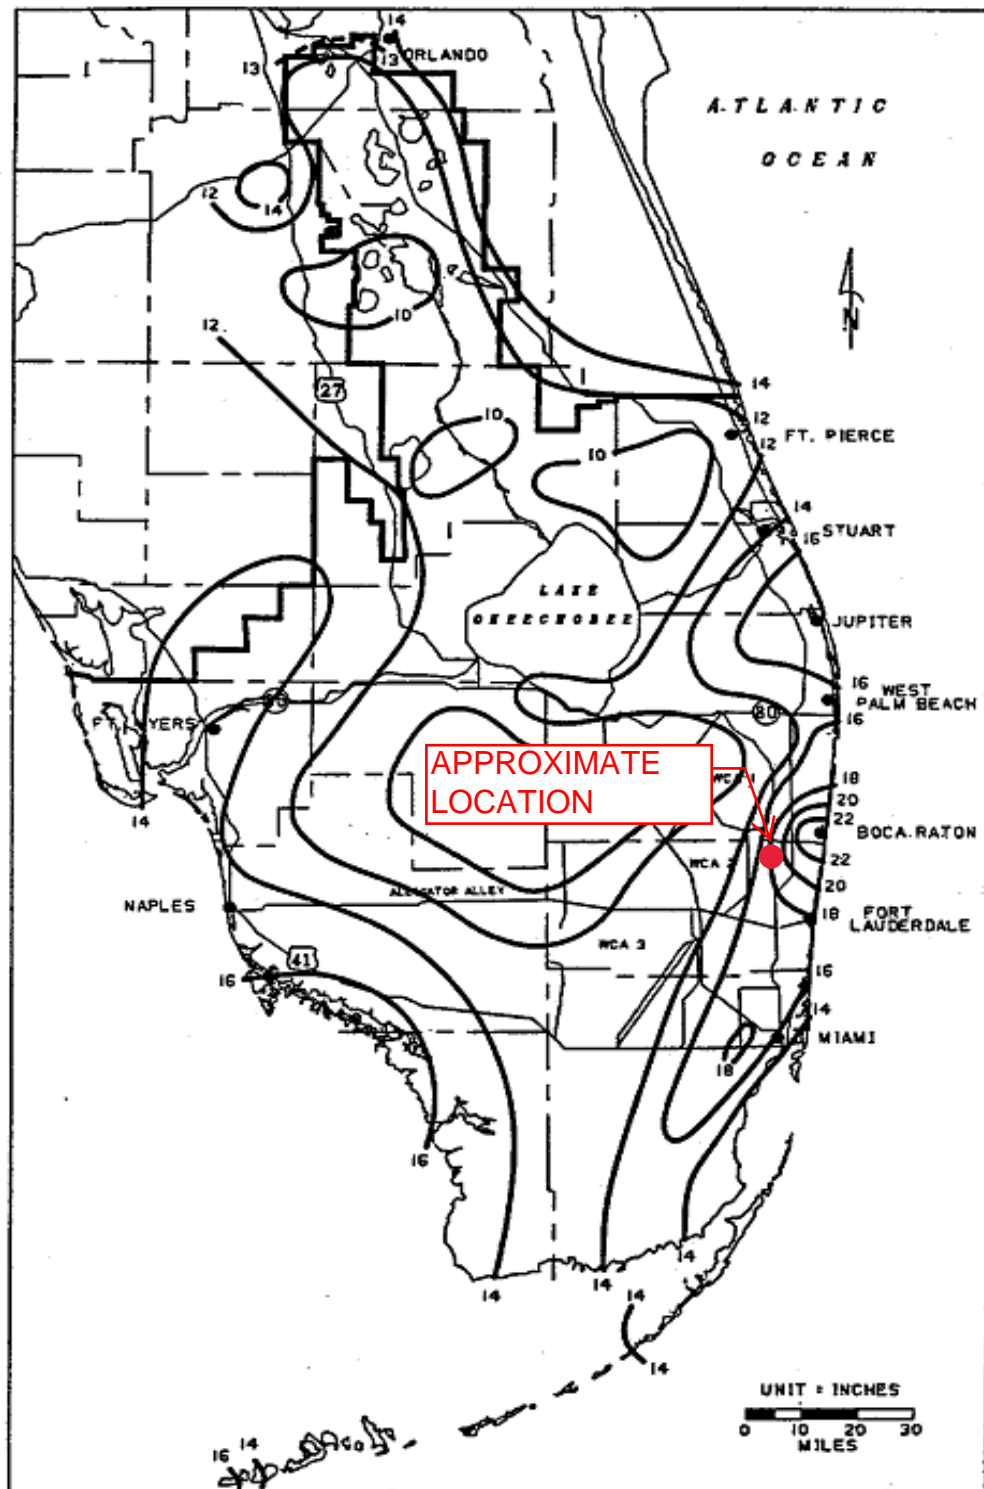 14
13
13
ORLANDO
ATLANTIC
OCEAN
12
14
10
12
N
27
14
12
10
FT. PIERCE
12
10
14
STUART
16
LAKE
OKEECHOBEE
JUPITER
16
WEST
PALM BEACH
80
16
FT. MYERS
APPROXIMATE
LOCATION
WCA 1
18
20
22
BOCA RATON
14
WCA 2
22
20
ALLIGATOR ALLEY
NAPLES
18
FORT
LAUDERDALE
WCA 3
41
16
16
14
MIAMI
18
16
14
14
14
14
14
UNIT = INCHES
0 10 20 30
MILES
14
16